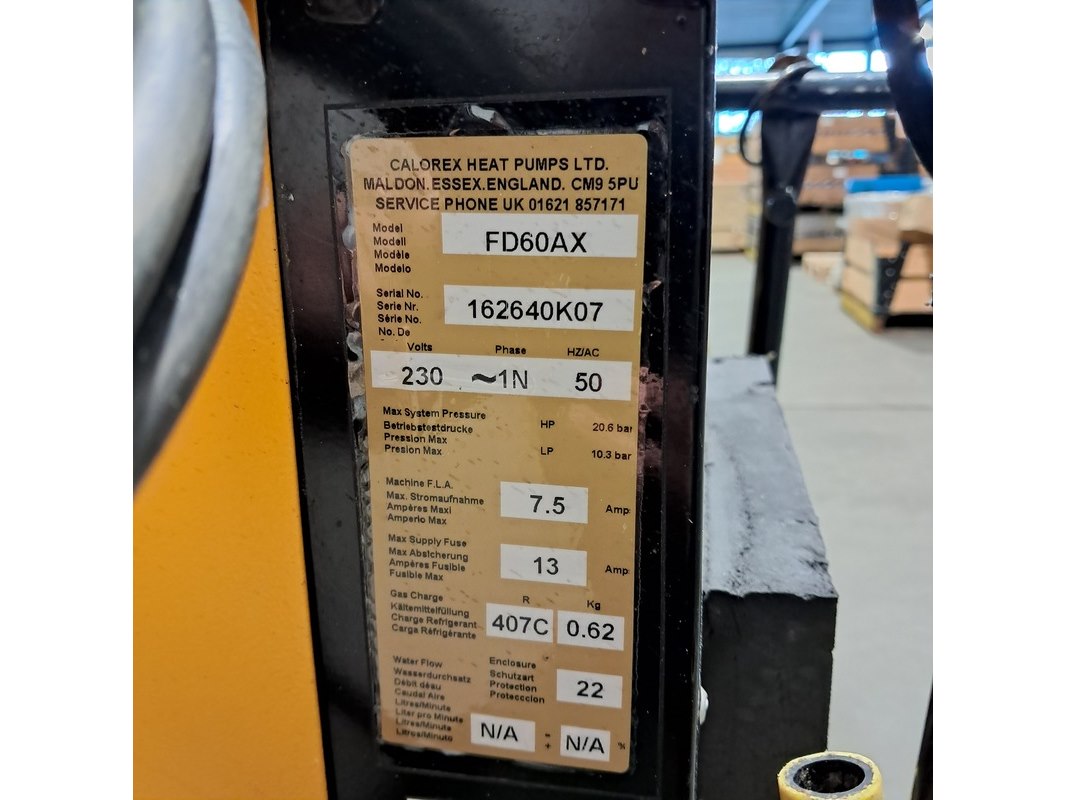 CALOREX HEAT PUMPS LTD.
MALDON.ESSEX.ENGLAND. CM9 5PU
SERVICE PHONE UK 01621 857171
Model
Modell
Modèle
Modelo
FD60AX
Serial No.
Serie Nr.
Série No.
No. De
162640K07
Volts Phase HZ/AC
230 ~1N 50
Max System Pressure
Betriebstestdrucke
Pression Max
Presion Max
HP 20.6 bar
LP 10.3 bar
Machine F.L.A.
Max. Stromaufnahme
Ampères Maxi
Amperio Max
7.5 Amp
Max Supply Fuse
Max Absicherung
Ampères Fusible
Fusible Max
13 Amp
Gas Charge
Kältemittelfüllung
Charge Refrigerant
Carga Réfrigérante
R Kg
407C 0.62
Water Flow
Wasserdurchsatz
Débit déau
Caudal Aire
Litres/Minute
Liter pro Minute
Litres/Minute
Litros/Minuto
Enclosure
Schutzart
Protection
Protecccion
22
N/A - + N/A %